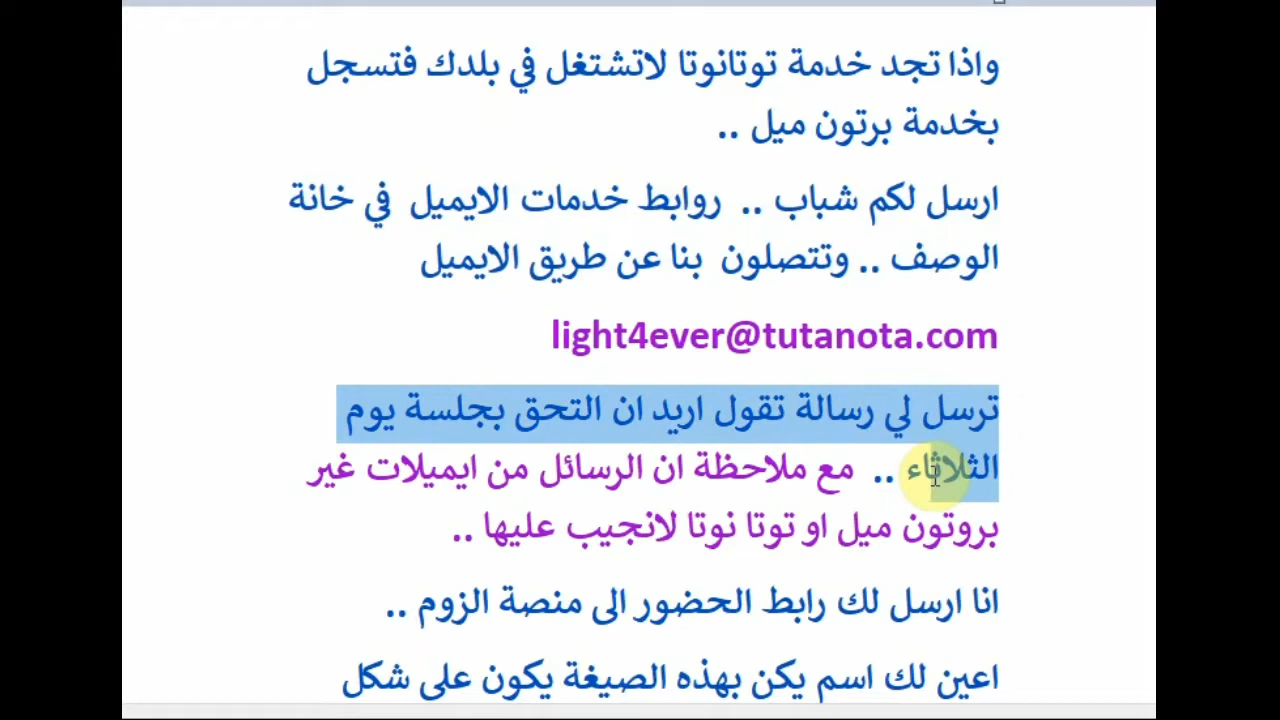 واذا تجد خدمة توتانوتا لاتشتغل في بلدك فتسجل
بخدمة برتون ميل ..
ارسل لكم شباب .. روابط خدمات الايميل في خانة
الوصف .. وتتصلون بنا عن طريق الايميل
light4ever@tutanota.com
ترسل لي رسالة تقول اريد ان التحق بجلسة يوم
الثلاثاء .. مع ملاحظة ان الرسائل من ايميلات غير
بروتون ميل او توتا نوتا لانجيب عليها ..
انا ارسل لك رابط الحضور الى منصة الزوم ..
اعين لك اسم يكن بهذه الصيغة يكون على شكل